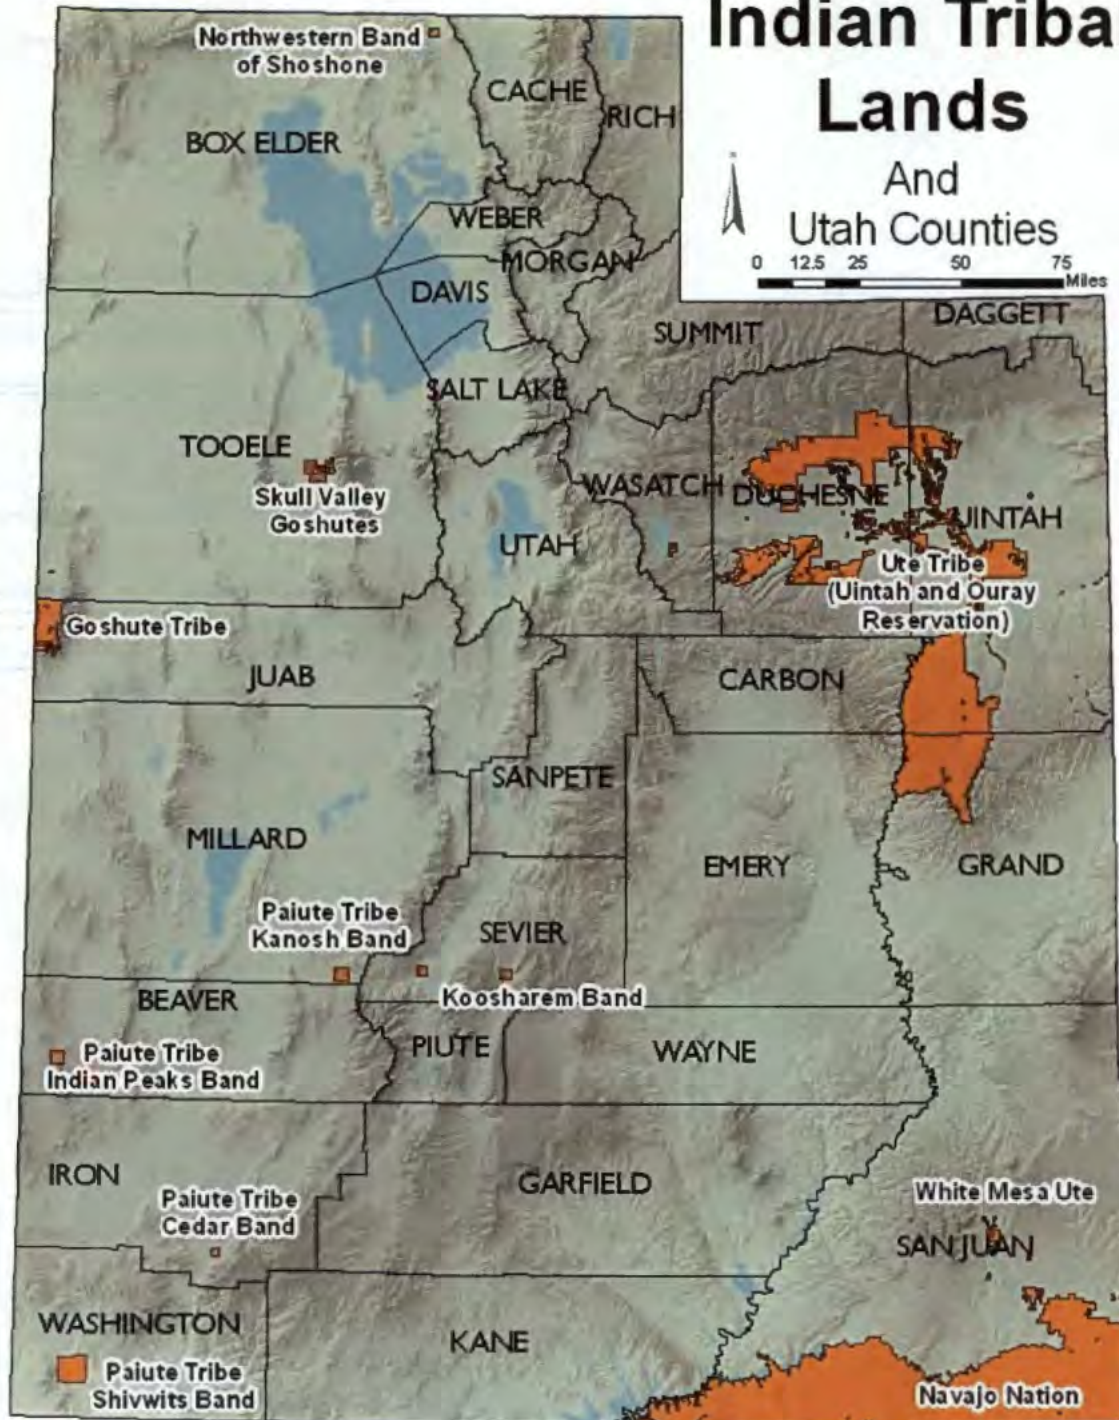 Indian Triba
Lands
And
Utah Counties
0 12.5 25 50 75
Miles
Northwestern Band
of Shoshone
CACHE
RICH
BOX ELDER
WEBER
MORGAN
DAVIS
SUMMIT
DAGGETT
SALT LAKE
TOOELE
Skull Valley
Goshutes
WASATCH
DUCHESNE
UINTAH
UTAH
Ute Tribe
(Uintah and Ouray
Reservation)
Goshute Tribe
JUAB
CARBON
SANPETE
MILLARD
EMERY
GRAND
Paiute Tribe
Kanosh Band
SEVIER
Koosharem Band
BEAVER
PIUTE
WAYNE
Paiute Tribe
Indian Peaks Band
IRON
GARFIELD
Paiute Tribe
Cedar Band
White Mesa Ute
SAN JUAN
WASHINGTON
KANE
Paiute Tribe
Shivwits Band
Navajo Nation